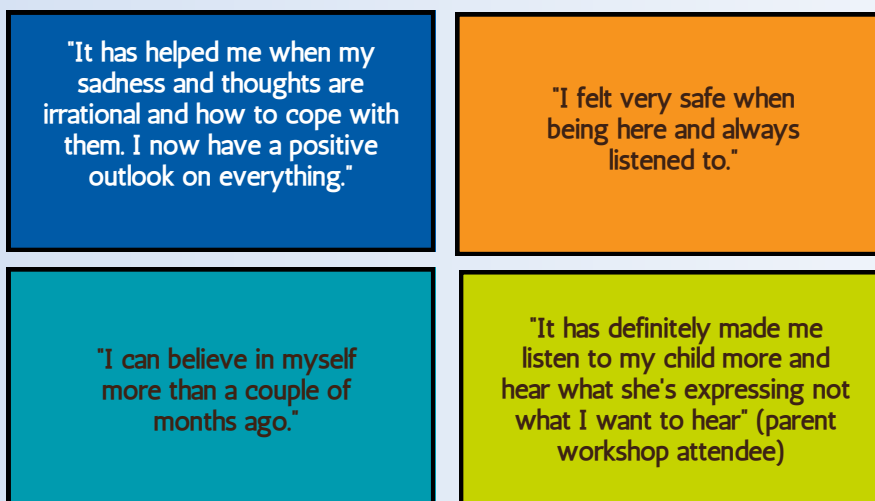 "It has helped me when my
sadness and thoughts are
irrational and how to cope with
them. I now have a positive
outlook on everything."
"I felt very safe when
being here and always
listened to."
"I can believe in myself
more than a couple of
months ago."
"It has definitely made me
listen to my child more and
hear what she's expressing not
what I want to hear" (parent
workshop attendee)